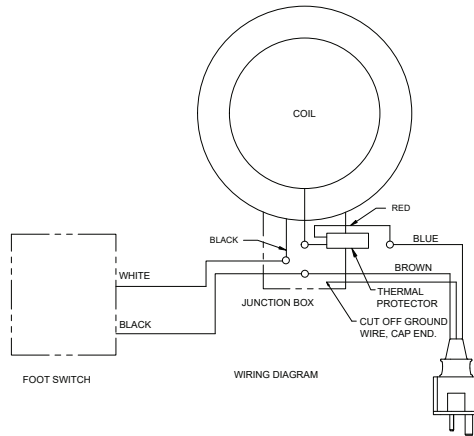 COIL
RED
BLACK
BLUE
WHITE
BROWN
JUNCTION BOX
THERMAL
PROTECTOR
BLACK
CUT OFF GROUND
WIRE, CAP END.
FOOT SWITCH
WIRING DIAGRAM